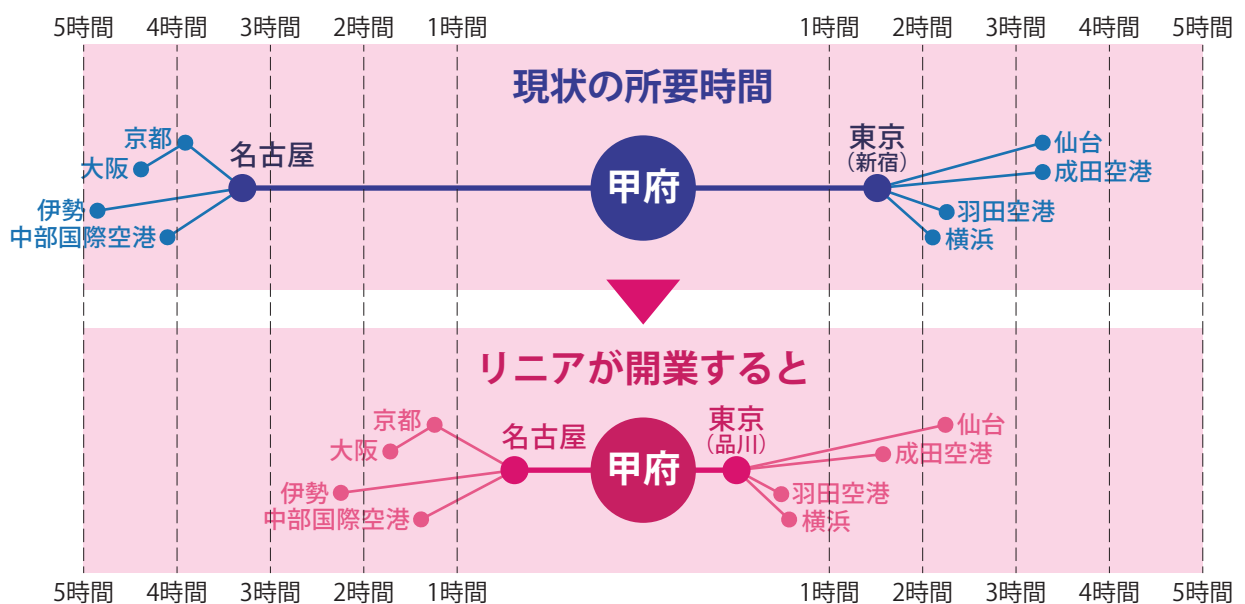 5時間 4時間 3時間 2時間 1時間 1時間 2時間 3時間 4時間 5時間
現状の所要時間
京都
大阪
名古屋
伊勢
中部国際空港
甲府
東京
（新宿）
仙台
成田空港
羽田空港
横浜
リニアが開業すると
京都
大阪
名古屋
伊勢
中部国際空港
甲府
東京
（品川）
仙台
成田空港
羽田空港
横浜
5時間 4時間 3時間 2時間 1時間 1時間 2時間 3時間 4時間 5時間